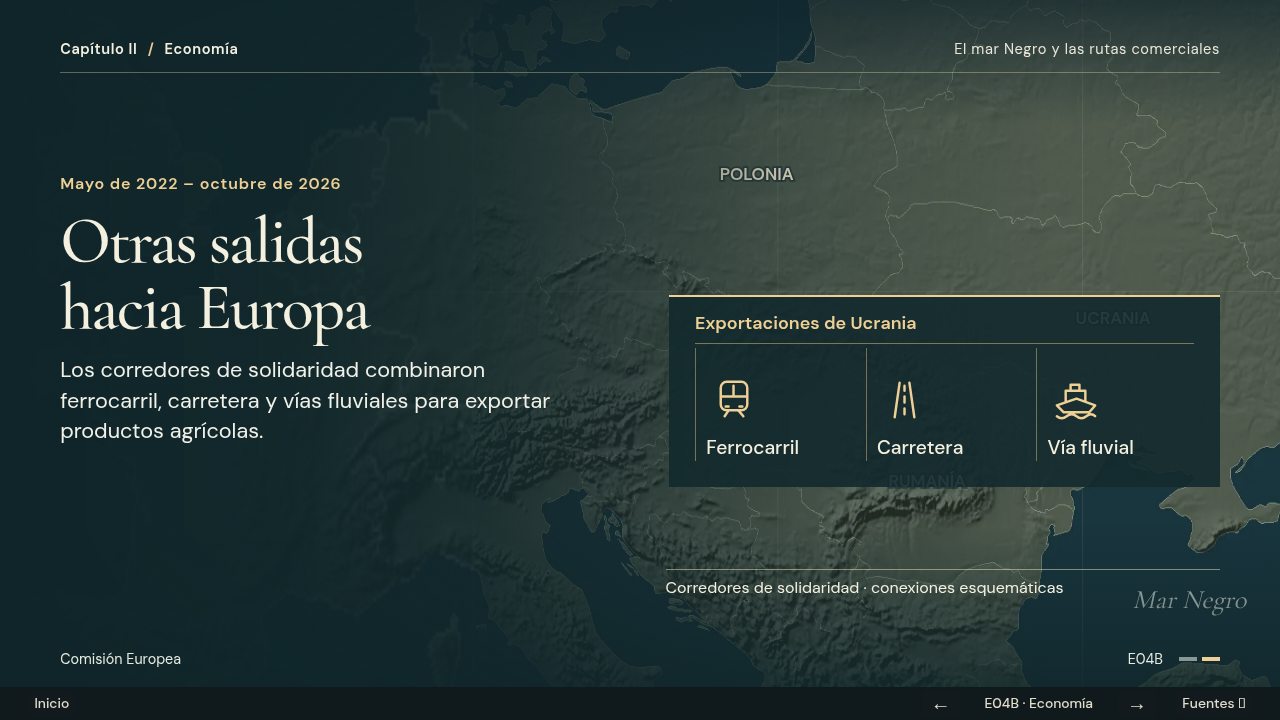 Capítulo II / Economía
El mar Negro y las rutas comerciales
Mayo de 2022 – octubre de 2026
Otras salidas
hacia Europa
Los corredores de solidaridad combinaron
ferrocarril, carretera y vías fluviales para exportar
productos agrícolas.
POLONIA
UCRANIA
Exportaciones de Ucrania
Ferrocarril
Carretera
Vía fluvial
RUMANÍA
Corredores de solidaridad · conexiones esquemáticas
Mar Negro
Comisión Europea
E04B
Inicio
← E04B · Economía →
Fuentes